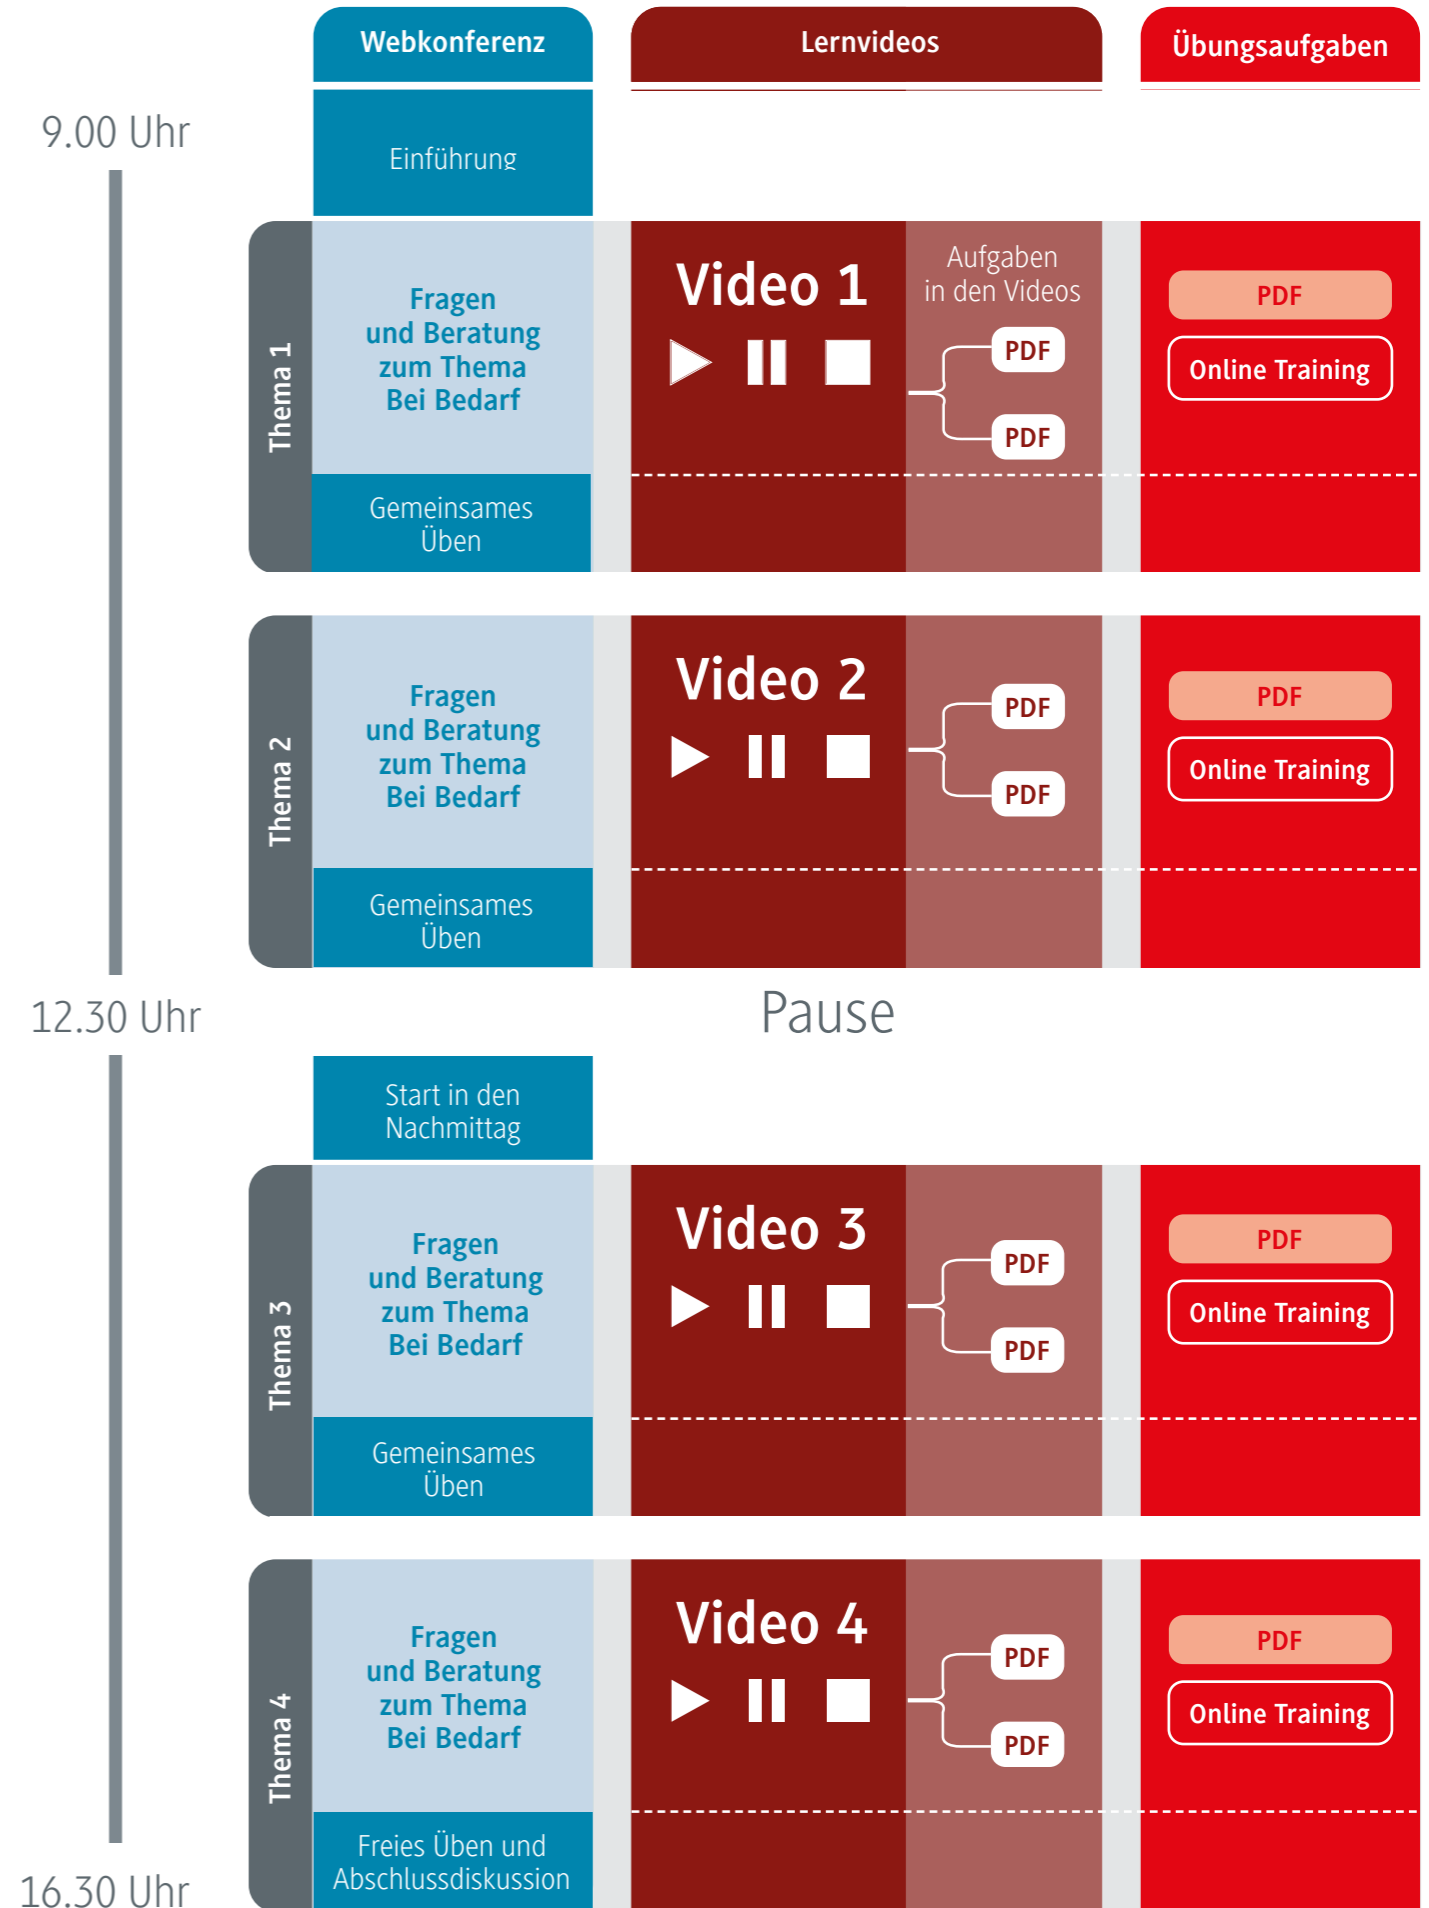 Webkonferenz
Lernvideos
Übungsaufgaben
9.00 Uhr
Einführung
Thema 1
Fragen
und Beratung
zum Thema
Bei Bedarf
Gemeinsames
Üben
Video 1
Aufgaben
in den Videos
PDF
PDF
PDF
Online Training
Thema 2
Fragen
und Beratung
zum Thema
Bei Bedarf
Gemeinsames
Üben
Video 2
PDF
PDF
PDF
Online Training
12.30 Uhr
Pause
Start in den
Nachmittag
Thema 3
Fragen
und Beratung
zum Thema
Bei Bedarf
Gemeinsames
Üben
Video 3
PDF
PDF
PDF
Online Training
Thema 4
Fragen
und Beratung
zum Thema
Bei Bedarf
Freies Üben und
Abschlussdiskussion
Video 4
PDF
PDF
PDF
Online Training
16.30 Uhr